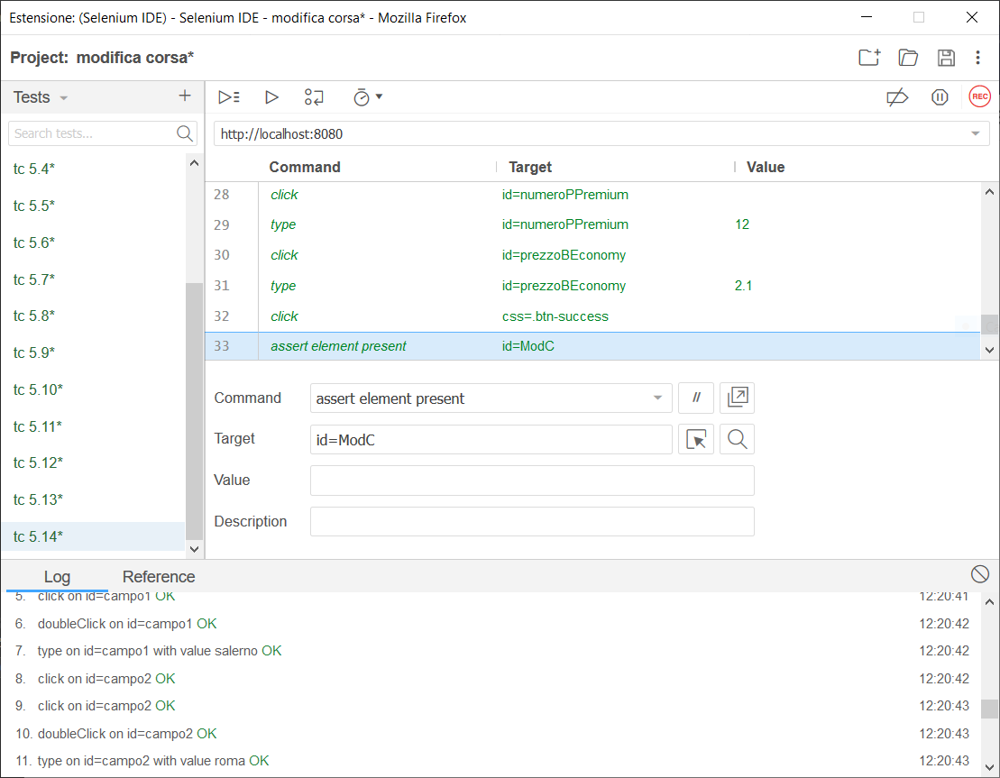 Estensione: (Selenium IDE) - Selenium IDE - modifica corsa* - Mozilla Firefox
Project: modifica corsa*
Tests
REC
Search tests...
http://localhost:8080
Command Target Value
tc 5.4*
tc 5.5*
tc 5.6*
tc 5.7*
tc 5.8*
tc 5.9*
tc 5.10*
tc 5.11*
tc 5.12*
tc 5.13*
tc 5.14*
28 click id=numeroPPremium
29 type id=numeroPPremium 12
30 click id=prezzoBEconomy
31 type id=prezzoBEconomy 2.1
32 click css=.btn-success
33 assert element present id=ModC
Command assert element present //
Target id=ModC
Value
Description
Log Reference
5. click on id=campo1 OK 12:20:41
6. doubleClick on id=campo1 OK 12:20:42
7. type on id=campo1 with value salerno OK 12:20:42
8. click on id=campo2 OK 12:20:42
9. click on id=campo2 OK 12:20:43
10. doubleClick on id=campo2 OK 12:20:43
11. type on id=campo2 with value roma OK 12:20:43